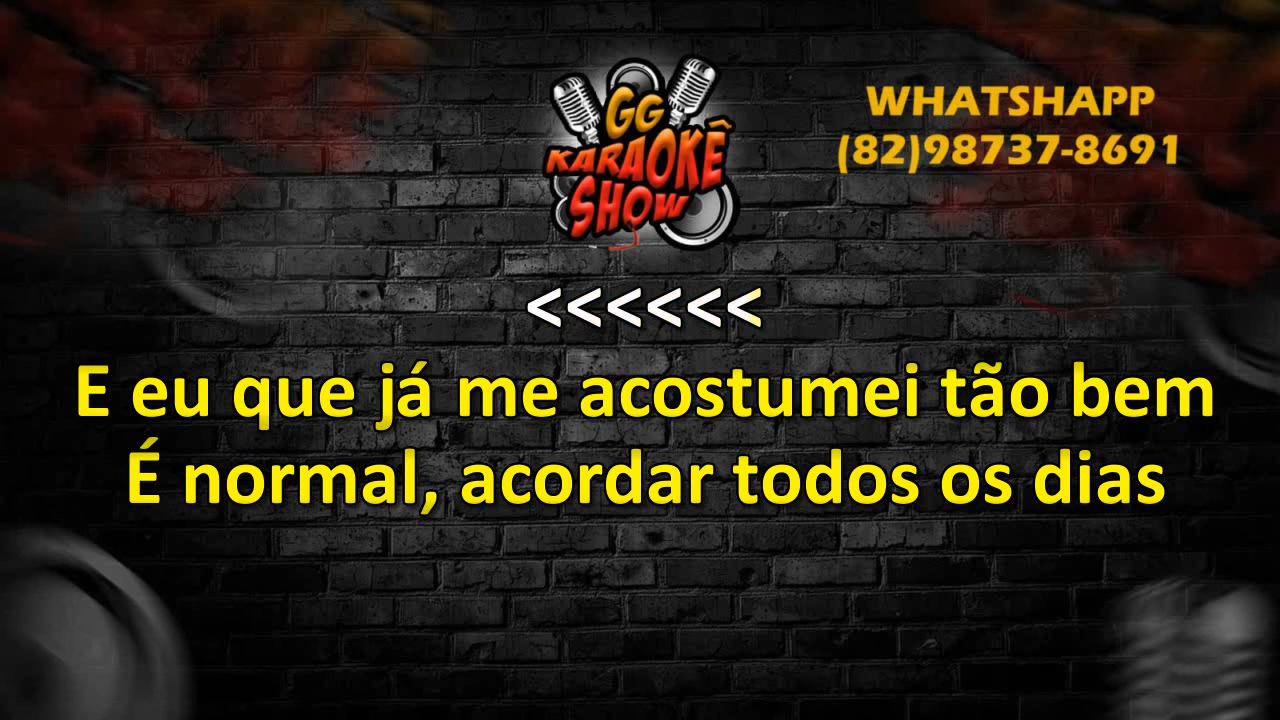 GG
KARAOKÊ
SHOW
WHATSHAPP
(82)98737-8691
<<<<<<
E eu que já me acostumei tão bem
É normal, acordar todos os dias